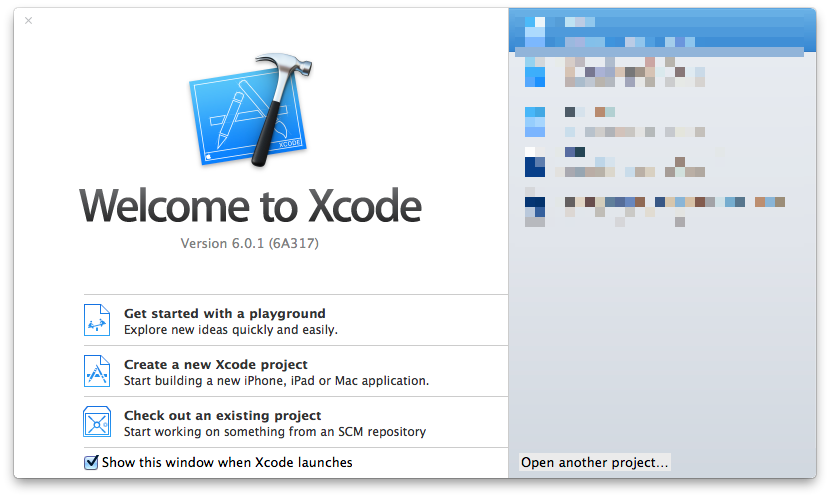 XCODE
Welcome to Xcode
Version 6.0.1 (6A317)
Get started with a playground
Explore new ideas quickly and easily.
Create a new Xcode project
Start building a new iPhone, iPad or Mac application.
Check out an existing project
Start working on something from an SCM repository
Show this window when Xcode launches
Open another project...